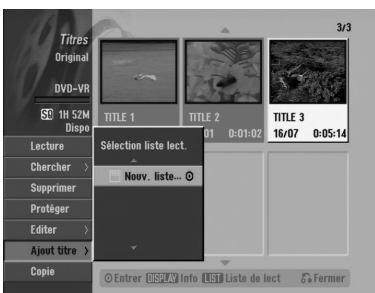 3/3
Titres
Original
DVD-VR
SQ 1H 52M
Dispo
TITLE 1
TITLE 2
TITLE 3
01 0:01:02
16/07 0:05:14
Lecture
Chercher
Supprimer
Protéger
Editer
Ajout titre
Copie
Sélection liste lect.
Nouv. liste...
Entrer DISPLAY Info LIST Liste de lect Fermer